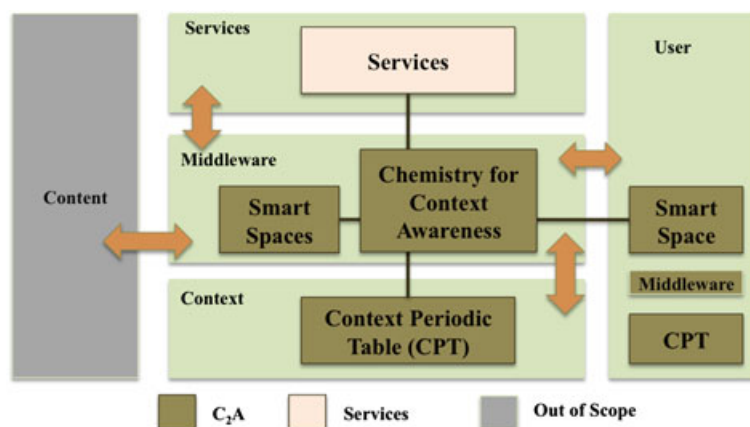 Services
Services
User
Content
Middleware
Chemistry for
Context
Awareness
Smart
Spaces
Smart
Space
Middleware
Context
Context Periodic
Table (CPT)
CPT
C₂A
Services
Out of Scope